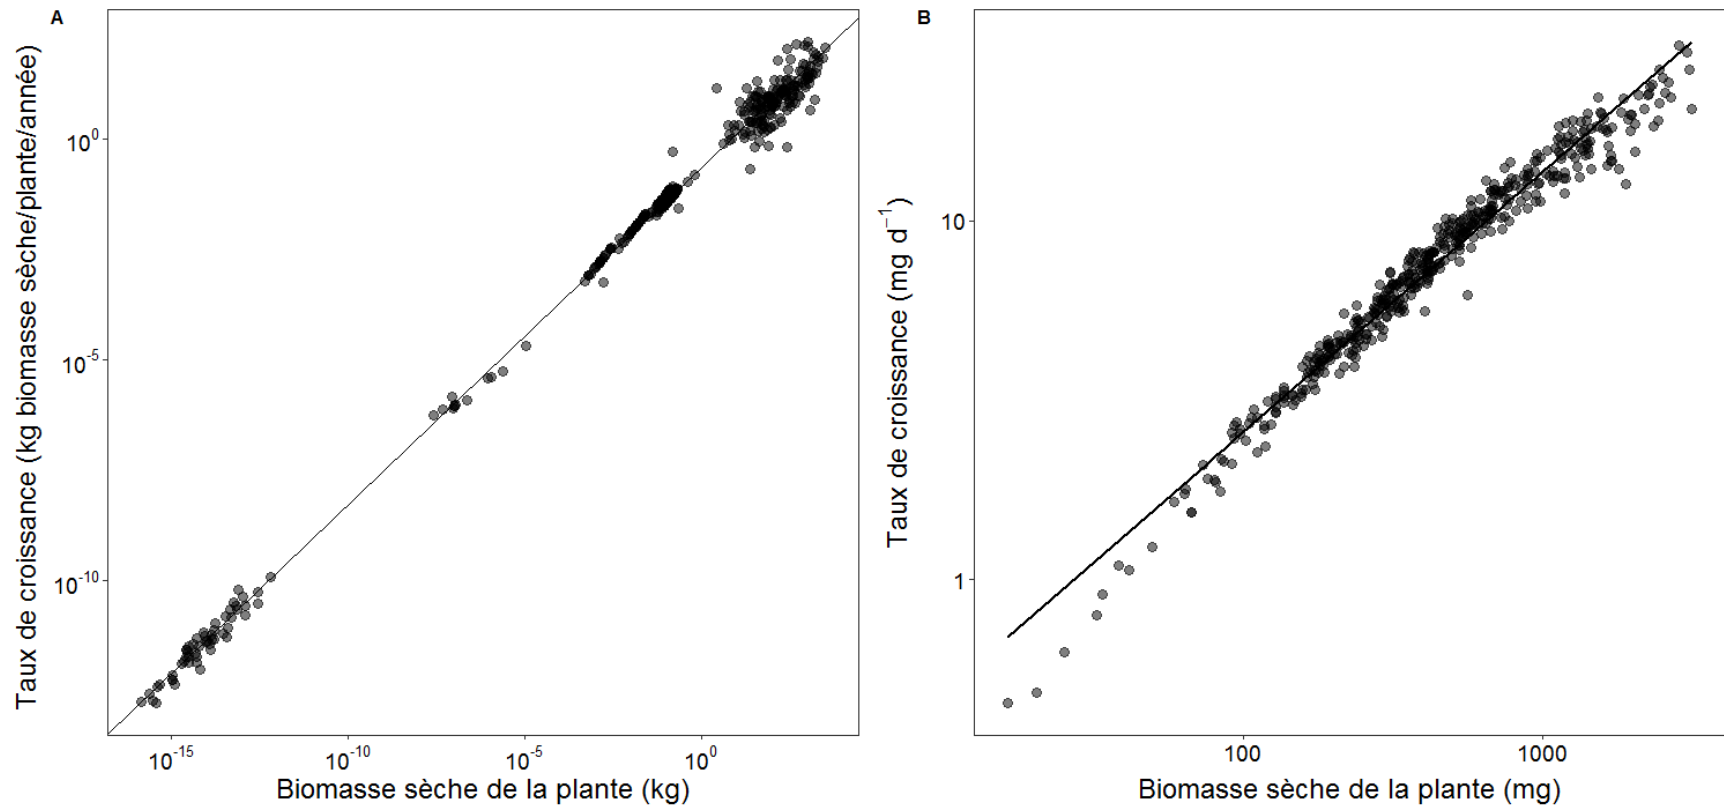 A
Taux de croissance (kg biomasse sèche/plante/année)
10^0
10^-5
10^-10
10^-15 10^-10 10^-5 10^0
Biomasse sèche de la plante (kg)
B
Taux de croissance (mg d^−1)
10
1
100 1000
Biomasse sèche de la plante (mg)